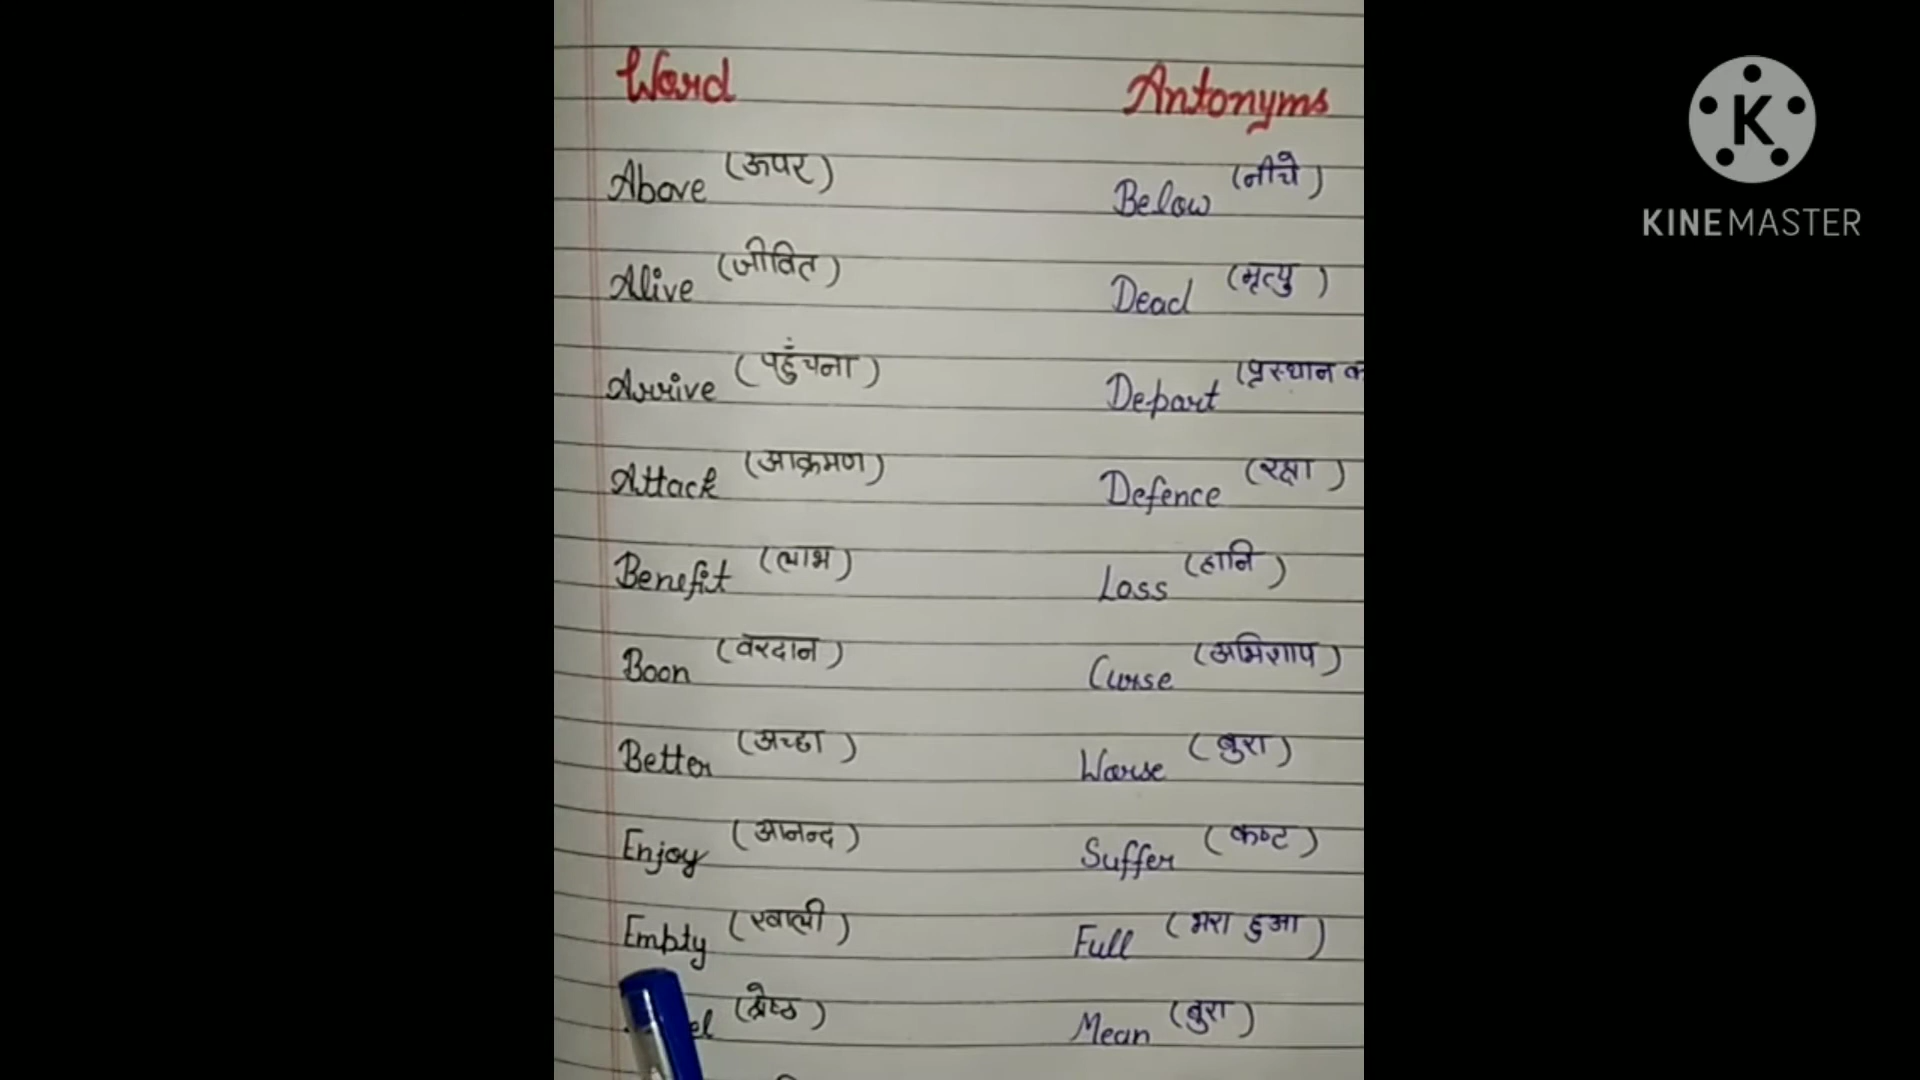 Word Antonyms
Above (ऊपर) Below (नीचे)
Alive (जीवित) Dead (मृत्यु)
Arrive (पहुँचना) Depart (प्रस्थान
Attack (आक्रमण) Defence (रक्षा)
Benefit (लाभ) Loss (हानि)
Boon (वरदान) Curse (अभिशाप)
Better (अच्छा) Worse (बुरा)
Enjoy (आनन्द) Suffer (कष्ट)
Empty (खाली) Full (भरा हुआ)
(श्रेष्ठ) Mean (बुरा)
K
KINEMASTER